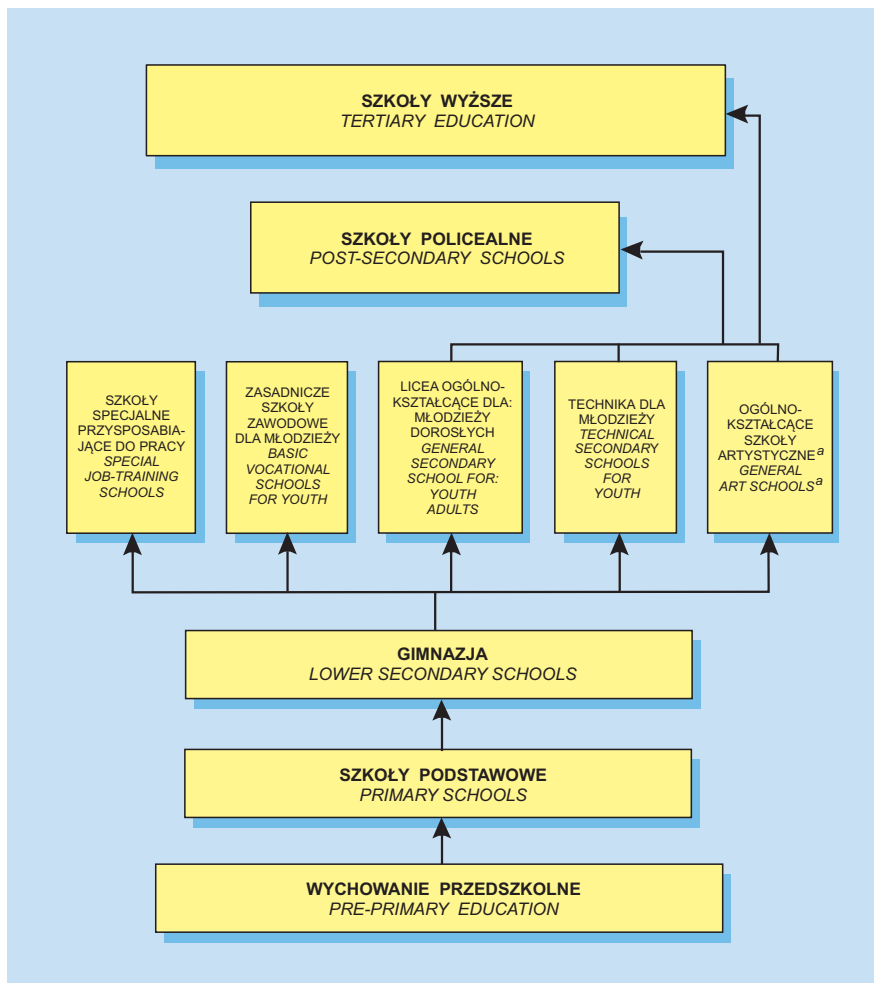 SZKOŁY WYŻSZE
TERTIARY EDUCATION
SZKOŁY POLICEALNE
POST-SECONDARY SCHOOLS
SZKOŁY
SPECJALNE
PRZYSPOSABIA-
JĄCE DO PRACY
SPECIAL
JOB-TRAINING
SCHOOLS
ZASADNICZE
SZKOŁY
ZAWODOWE
DLA MŁODZIEŻY
BASIC
VOCATIONAL
SCHOOLS
FOR YOUTH
LICEA OGÓLNO-
KSZTAŁCĄCE DLA:
MŁODZIEŻY
DOROSŁYCH
GENERAL
SECONDARY
SCHOOL FOR:
YOUTH
ADULTS
TECHNIKA DLA
MŁODZIEŻY
TECHNICAL
SECONDARY
SCHOOLS
FOR
YOUTH
OGÓLNO-
KSZTAŁCĄCE
SZKOŁY
ARTYSTYCZNEa
GENERAL
ART SCHOOLSa
GIMNAZJA
LOWER SECONDARY SCHOOLS
SZKOŁY PODSTAWOWE
PRIMARY SCHOOLS
WYCHOWANIE PRZEDSZKOLNE
PRE-PRIMARY EDUCATION